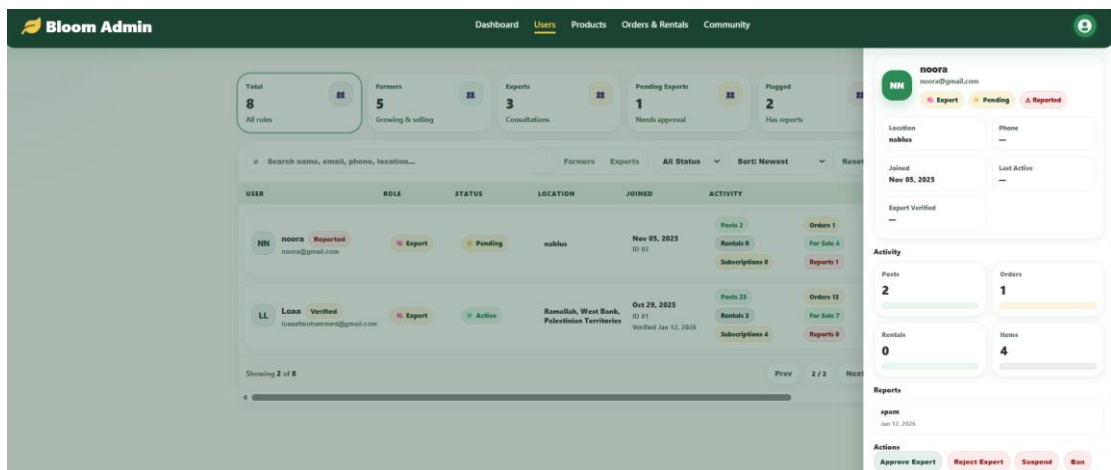 Bloom Admin
Dashboard Users Products Orders & Rentals Community
Total
8
All roles
Farmers
5
Growing & selling
Experts
3
Consultations
Pending Experts
1
Needs approval
Flagged
2
Has reports
Search name, email, phone, location...
Farmers Experts All Status Sort: Newest Reset
USER ROLE STATUS LOCATION JOINED ACTIVITY
NN
noora Reported
noora@gmail.com
Expert
Pending
nablus
Nov 05, 2025
ID #2
Posts 2 Orders 1
Rentals 0 For Sale 4
Subscriptions 0 Reports 1
LL
Loaa Verified
Expert
Active
Ramallah, West Bank,
Palestinian Territories
Oct 29, 2025
ID #1
Verified Jan 12, 2026
Posts 23 Orders 13
Rentals 3 For Sale 7
Subscriptions 4 Reports 0
Showing 2 of 8
Prev 2 / 2 Next
NN
noora
noora@gmail.com
Expert Pending Reported
Location
nablus
Phone
—
Joined
Nov 05, 2025
Last Active
—
Expert Verified
—
Activity
Posts
2
Orders
1
Rentals
0
Items
4
Reports
spam
Jan 12, 2026
Actions
Approve Expert Reject Expert Suspend Ban